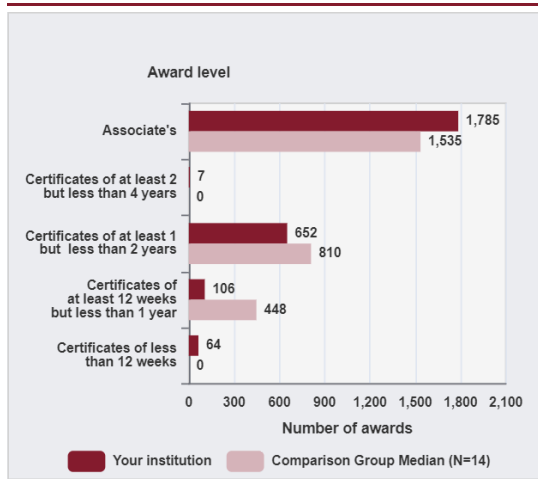 Award level
Associate's
1,785
1,535
Certificates of at least 2
but less than 4 years
7
0
Certificates of at least 1
but less than 2 years
652
810
Certificates of
at least 12 weeks
but less than 1 year
106
448
Certificates of less
than 12 weeks
64
0
0 300 600 900 1,200 1,500 1,800 2,100
Number of awards
Your institution Comparison Group Median (N=14)